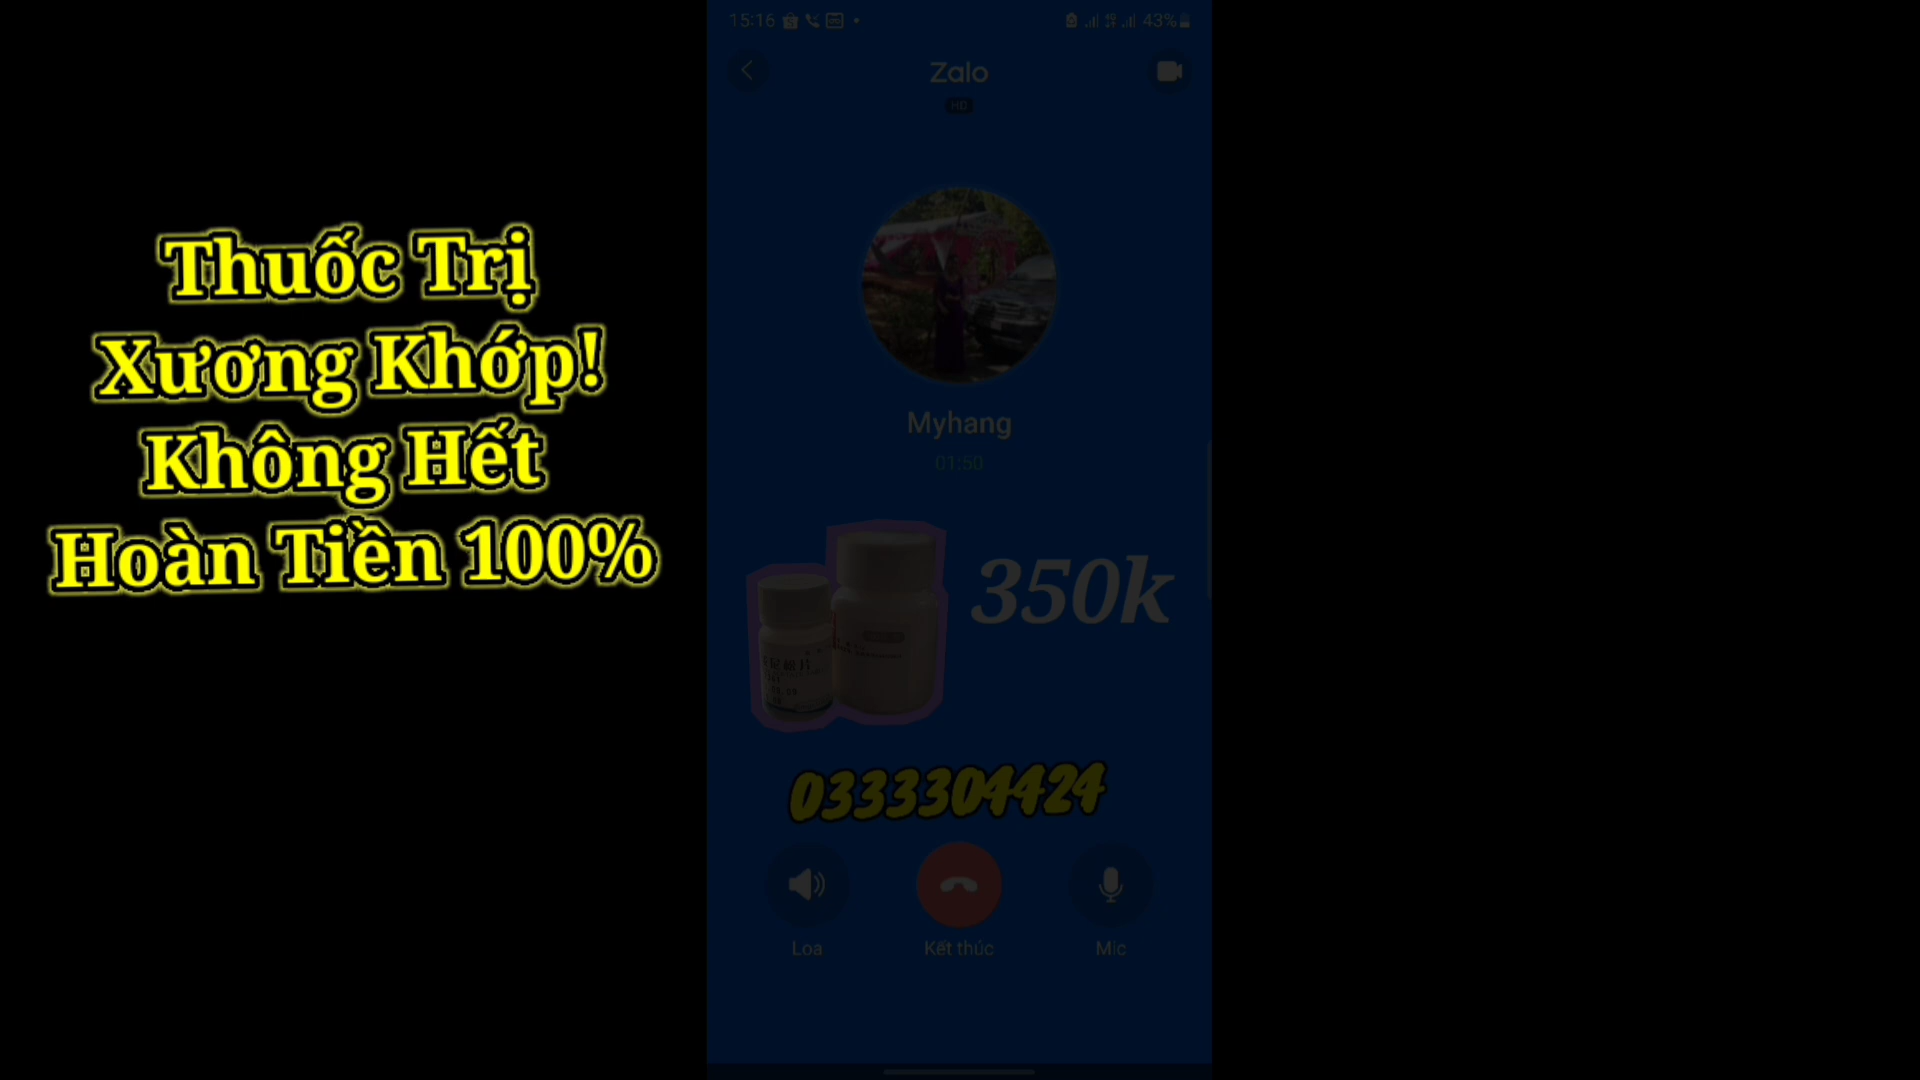 Thuốc Trị
Xương Khớp!
Không Hết
Hoàn Tiền 100%
15:16
43%
Zalo
HD
Myhang
01:50
350k
0333304424
Loa
Kết thúc
Mic